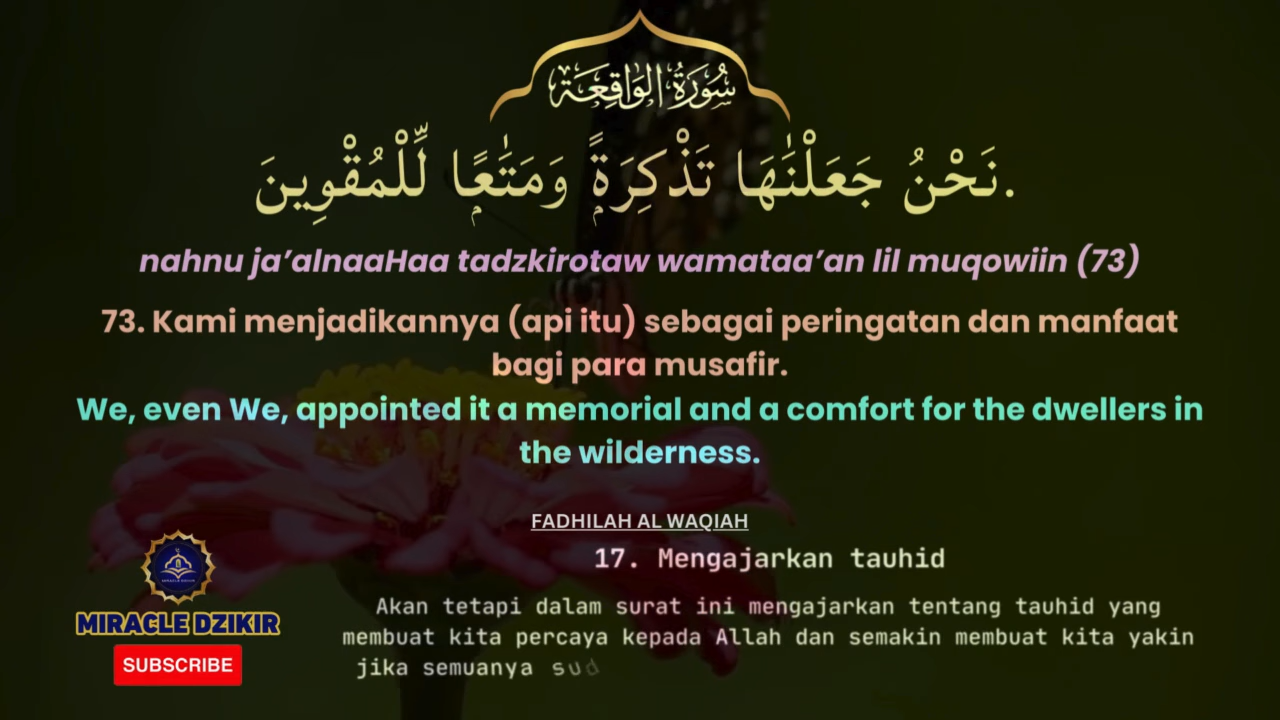 سُورَةُ الوَاقِعَة
نَحْنُ جَعَلْنَٰهَا تَذْكِرَةً وَمَتَٰعًا لِّلْمُقْوِينَ.
nahnu ja’alnaaHaa tadzkirotaw wamataa’an lil muqowiin (73)
73. Kami menjadikannya (api itu) sebagai peringatan dan manfaat
bagi para musafir.
We, even We, appointed it a memorial and a comfort for the dwellers in
the wilderness.
FADHILAH AL WAQIAH
17. Mengajarkan tauhid
Akan tetapi dalam surat ini mengajarkan tentang tauhid yang
membuat kita percaya kepada Allah dan semakin membuat kita yakin
jika semuanya sud
MIRACLE DZIKIR
MIRACLE DZIKIR
SUBSCRIBE